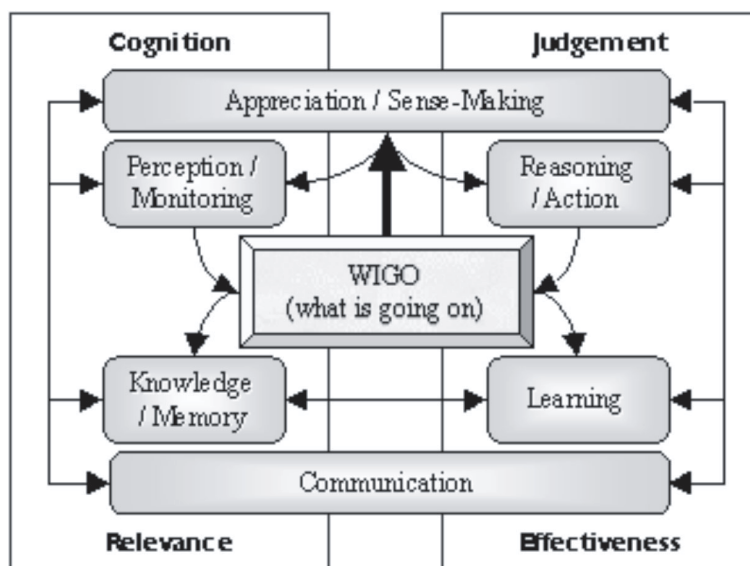 Cognition
Judgement
Appreciation / Sense-Making
Perception /
Monitoring
Reasoning
/ Action
WIGO
(what is going on)
Knowledge
/ Memory
Learning
Communication
Relevance
Effectiveness